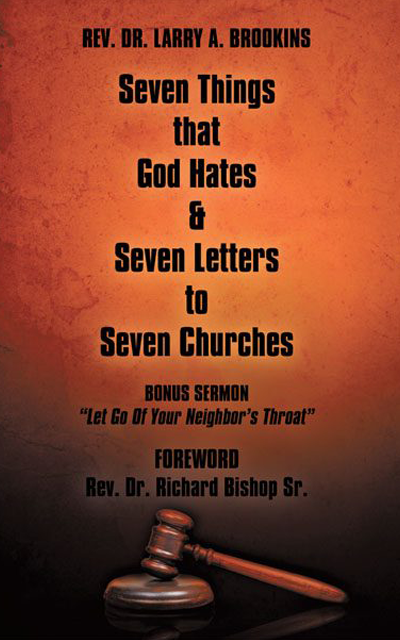 REV. DR. LARRY A. BROOKINS
Seven Things
that
God Hates
&
Seven Letters
to
Seven Churches
BONUS SERMON
“Let Go Of Your Neighbor’s Throat”
FOREWORD
Rev. Dr. Richard Bishop Sr.